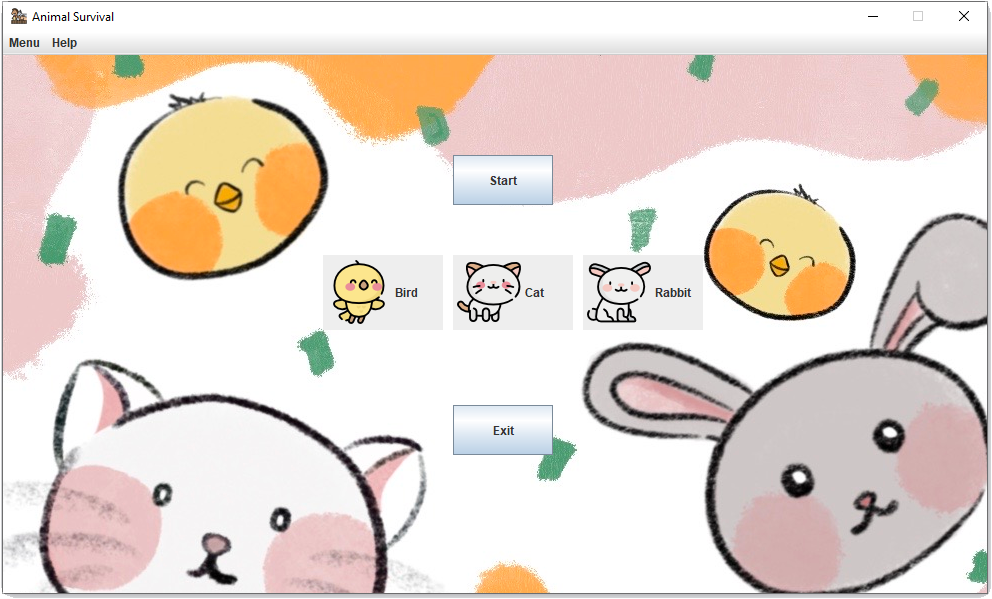 Animal Survival
Menu Help
Start
Bird Cat Rabbit
Exit